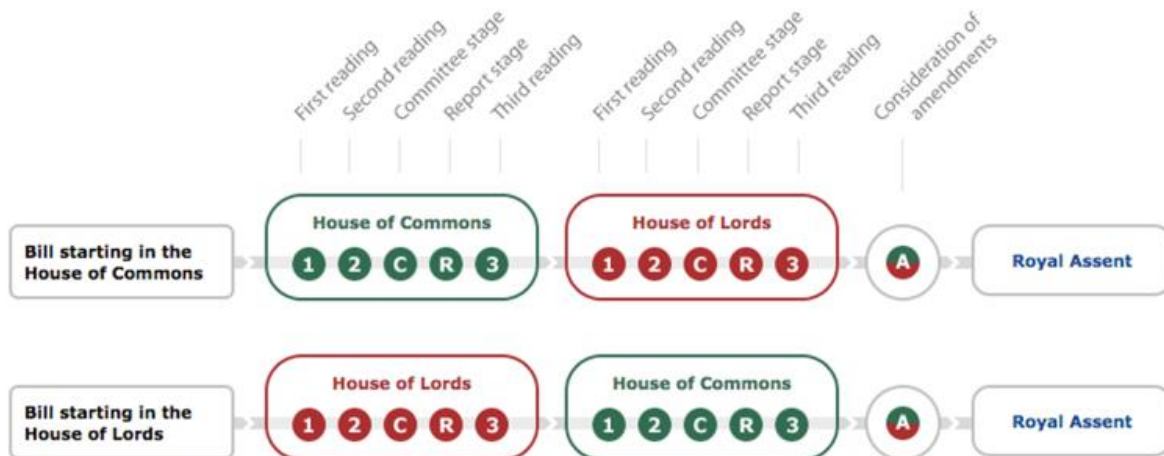 First reading
Second reading
Committee stage
Report stage
Third reading
First reading
Second reading
Committee stage
Report stage
Third reading
Consideration of
amendments
Bill starting in the
House of Commons
House of Commons
1 2 C R 3
House of Lords
1 2 C R 3
A
Royal Assent
Bill starting in the
House of Lords
House of Lords
1 2 C R 3
House of Commons
1 2 C R 3
A
Royal Assent